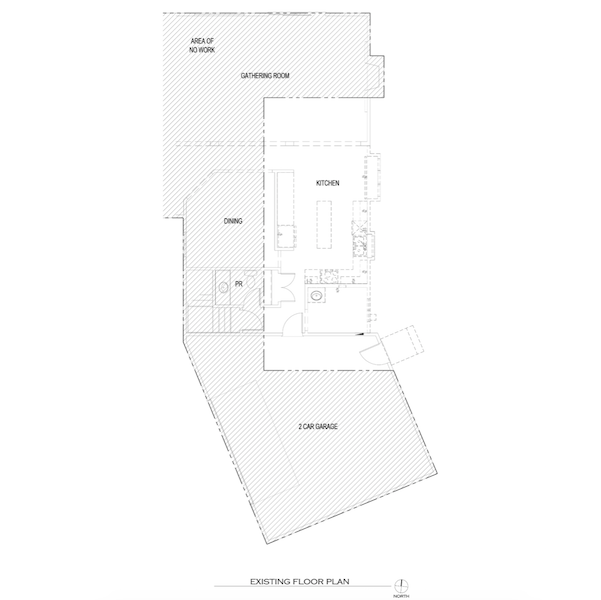 AREA OF
NO WORK
GATHERING ROOM
KITCHEN
DINING
PR
2 CAR GARAGE
EXISTING FLOOR PLAN
NORTH